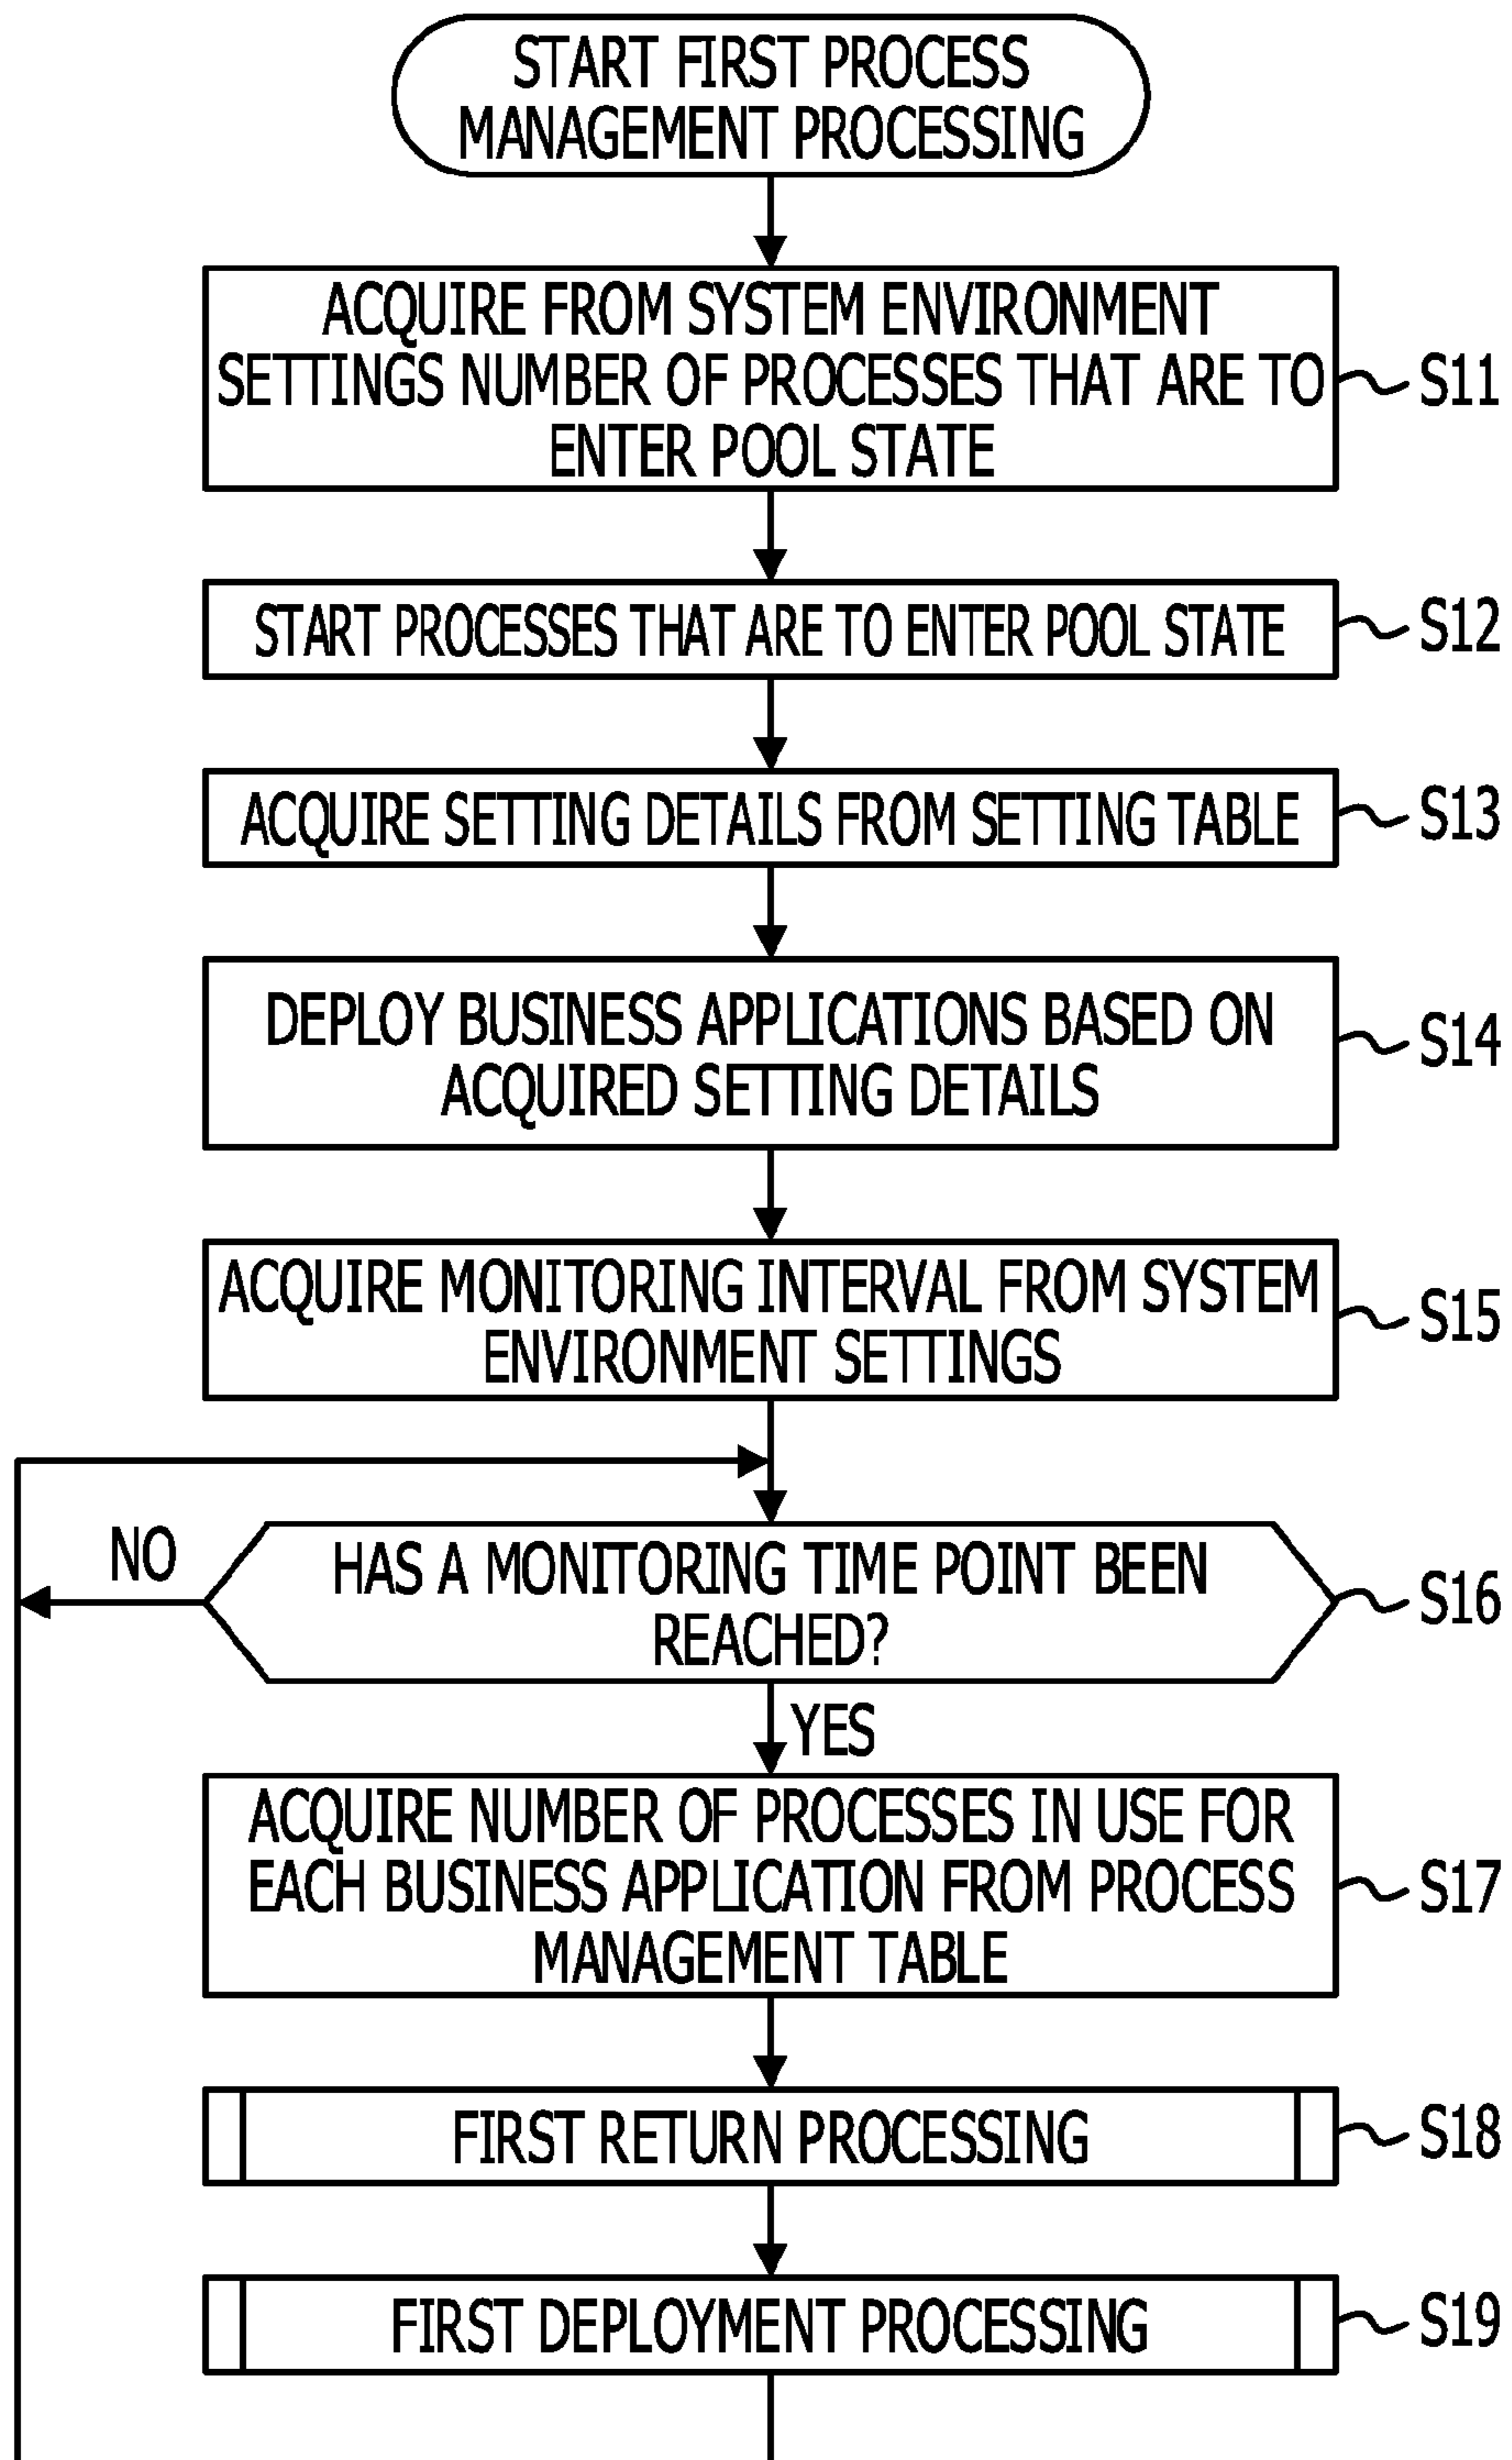 START FIRST PROCESS
MANAGEMENT PROCESSING
ACQUIRE FROM SYSTEM ENVIRONMENT
SETTINGS NUMBER OF PROCESSES THAT ARE TO
ENTER POOL STATE
S11
START PROCESSES THAT ARE TO ENTER POOL STATE
S12
ACQUIRE SETTING DETAILS FROM SETTING TABLE
S13
DEPLOY BUSINESS APPLICATIONS BASED ON
ACQUIRED SETTING DETAILS
S14
ACQUIRE MONITORING INTERVAL FROM SYSTEM
ENVIRONMENT SETTINGS
S15
NO
HAS A MONITORING TIME POINT BEEN
REACHED?
S16
YES
ACQUIRE NUMBER OF PROCESSES IN USE FOR
EACH BUSINESS APPLICATION FROM PROCESS
MANAGEMENT TABLE
S17
FIRST RETURN PROCESSING
S18
FIRST DEPLOYMENT PROCESSING
S19